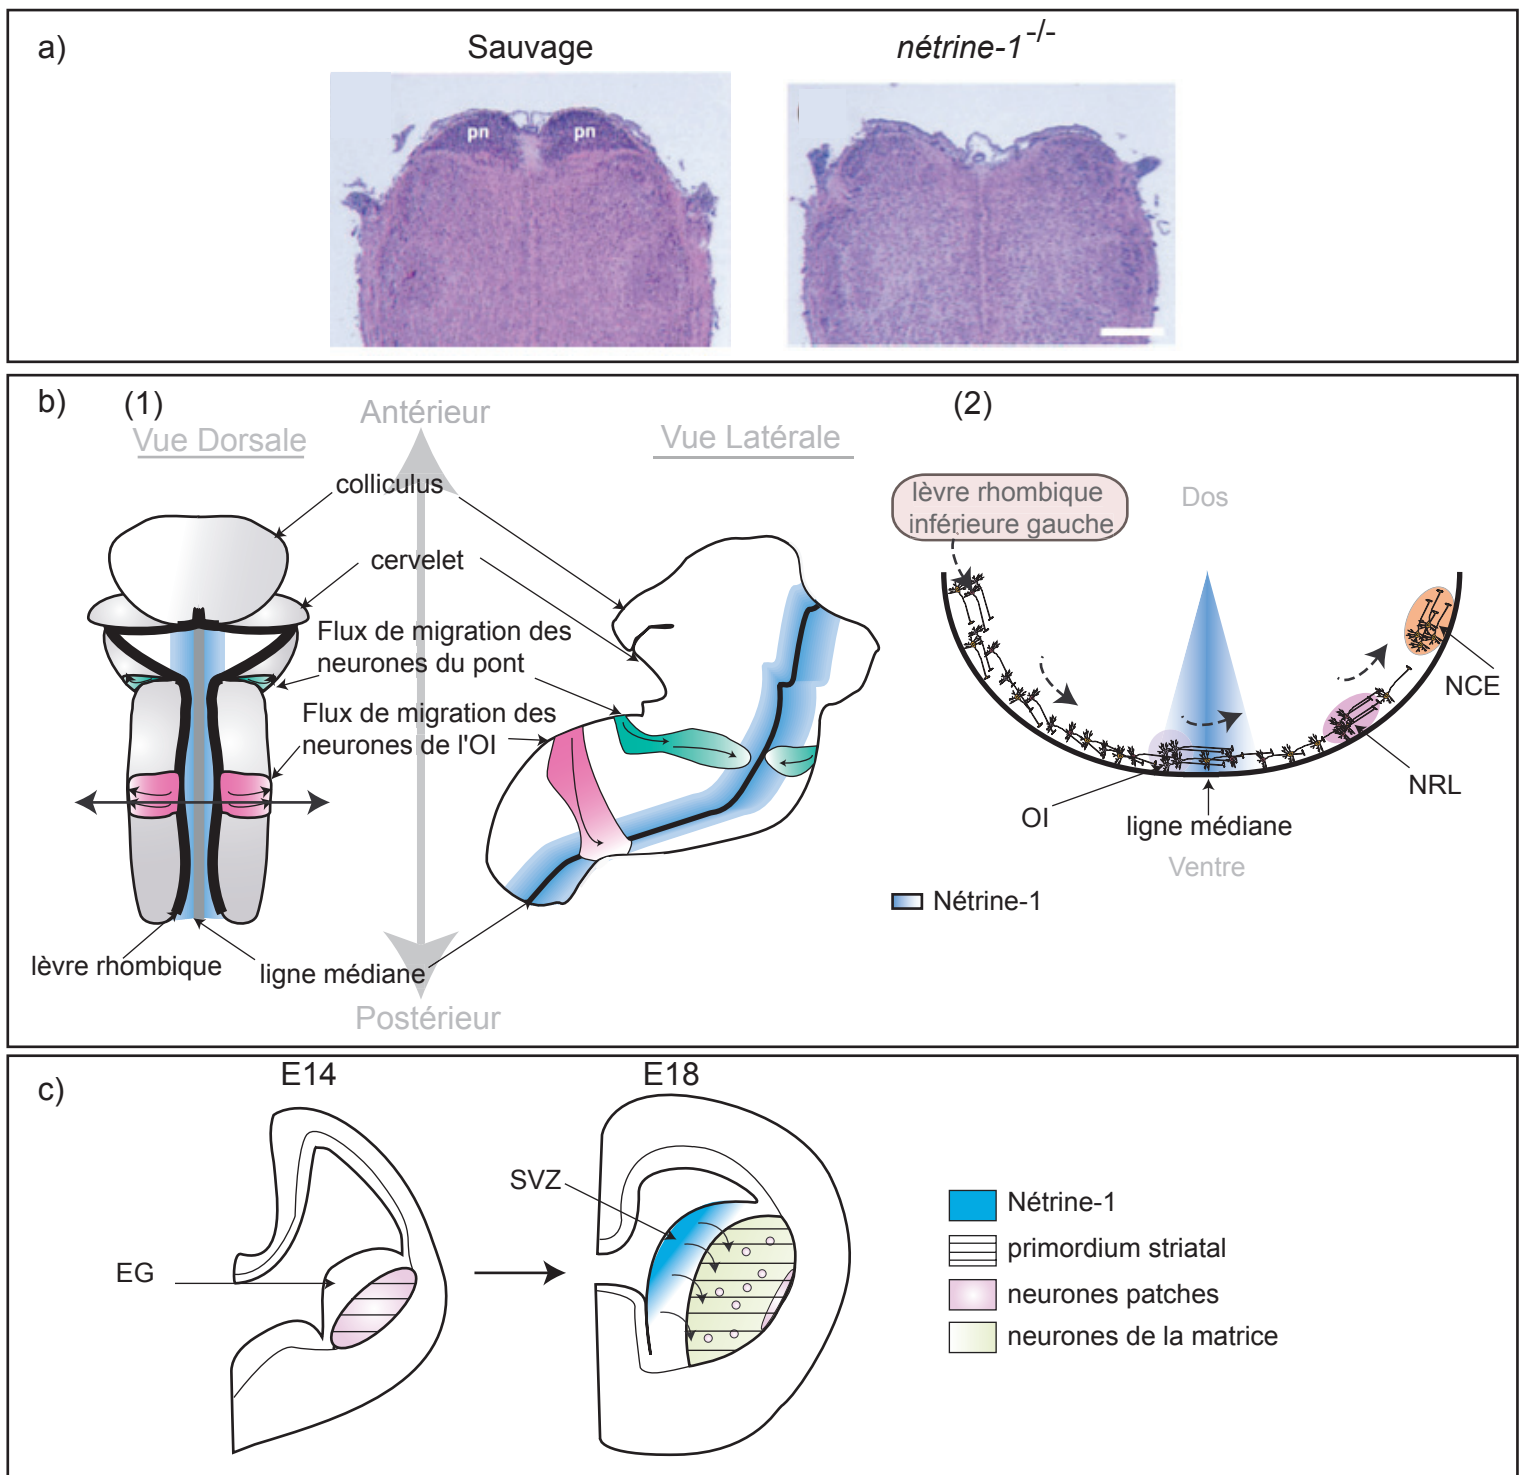 a)
Sauvage
nétrine-1-/-
pn
pn
b)
(1)
Vue Dorsale
Antérieur
Vue Latérale
colliculus
cervelet
Flux de migration des
neurones du pont
Flux de migration des
neurones de l'OI
lèvre rhombique
ligne médiane
Postérieur
(2)
lèvre rhombique
inférieure gauche
Dos
NCE
NRL
OI
ligne médiane
Ventre
Nétrine-1
c)
E14
E18
SVZ
EG
Nétrine-1
primordium striatal
neurones patches
neurones de la matrice